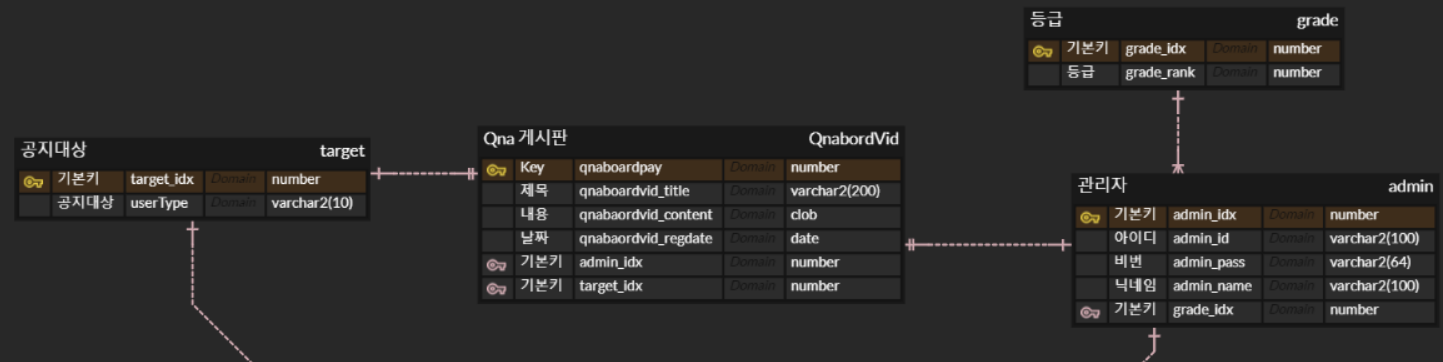 등급 grade
기본키 grade_idx Domain number
등급 grade_rank Domain number
공지대상 target
기본키 target_idx Domain number
공지대상 userType Domain varchar2(10)
Qna 게시판 QnabordVid
Key qnaboardpay Domain number
제목 qnaboardvid_title Domain varchar2(200)
내용 qnabaordvid_content Domain clob
날짜 qnabaordvid_regdate Domain date
기본키 admin_idx Domain number
기본키 target_idx Domain number
관리자 admin
기본키 admin_idx Domain number
아이디 admin_id Domain varchar2(100)
비번 admin_pass Domain varchar2(64)
닉네임 admin_name Domain varchar2(100)
기본키 grade_idx Domain number